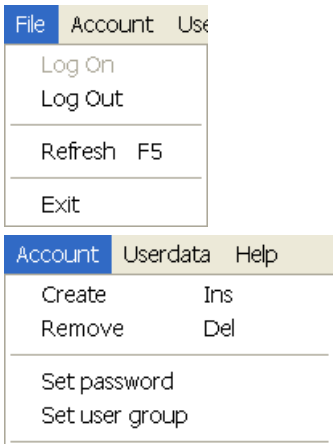 File Account Use
Log On
Log Out
Refresh F5
Exit
Account Userdata Help
Create Ins
Remove Del
Set password
Set user group